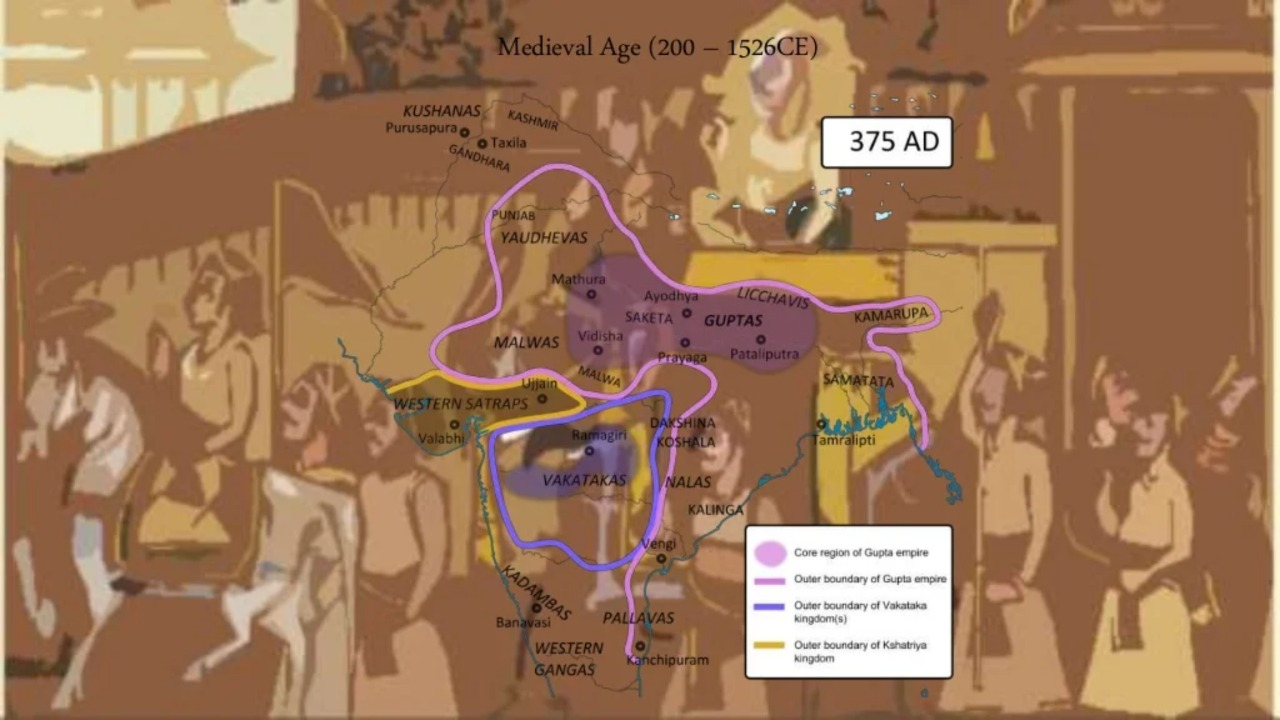 Medieval Age (200 – 1526CE)
375 AD
KUSHANAS
KASHMIR
Purusapura
Taxila
GANDHARA
PUNJAB
YAUDHEVAS
Mathura
Ayodhya
LICCHAVIS
SAKETA
GUPTAS
KAMARUPA
MALWAS
Vidisha
Prayaga
Pataliputra
MALWA
Ujjain
SAMATATA
WESTERN SATRAPS
Valabhi
Ramagiri
DAKSHINA
KOSHALA
Tamralipti
VAKATAKAS
NALAS
KALINGA
Vengi
KADAMBAS
Banavasi
PALLAVAS
WESTERN
GANGAS
Kanchipuram
Core region of Gupta empire
Outer boundary of Gupta empire
Outer boundary of Vakataka
kingdom(s)
Outer boundary of Kshatriya
kingdom